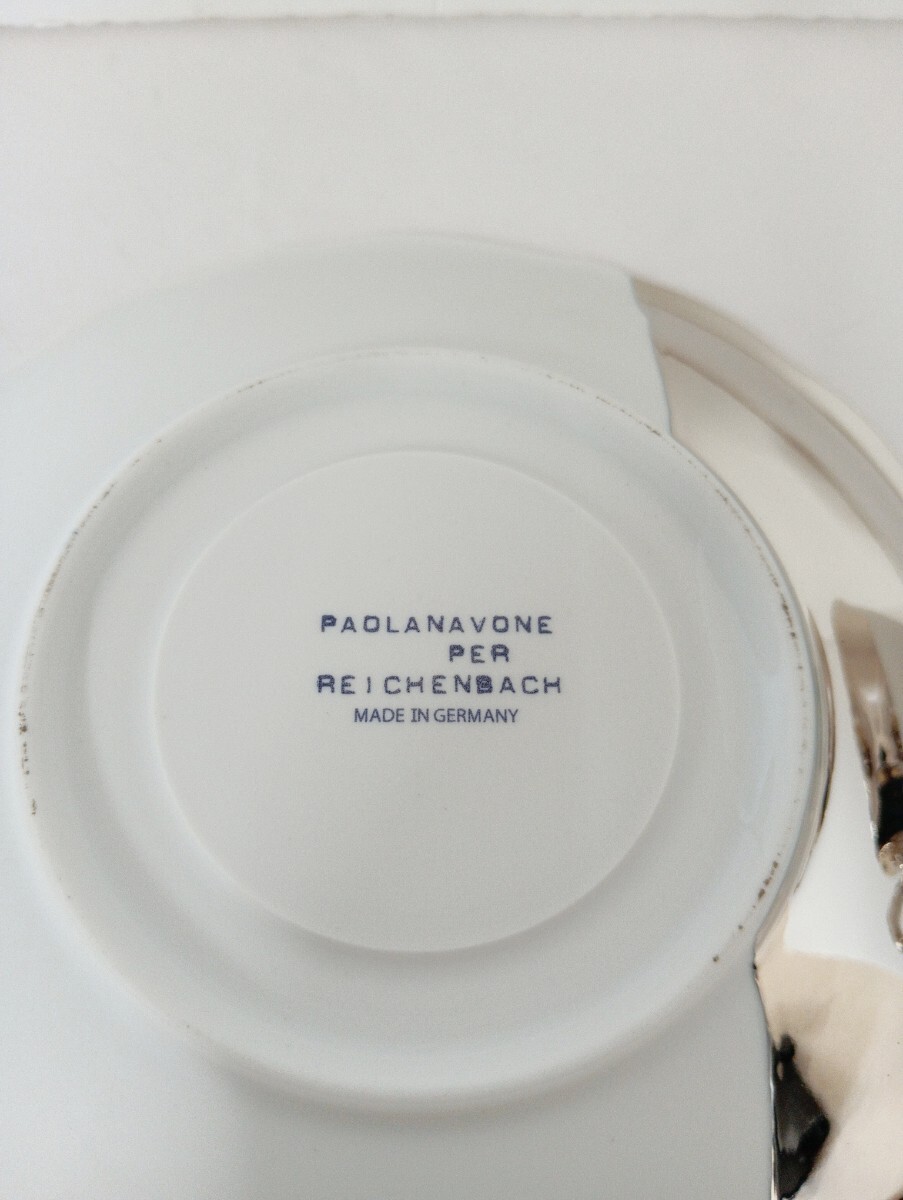 PAOLANAVONE
PER
REICHENBACH
MADE IN GERMANY